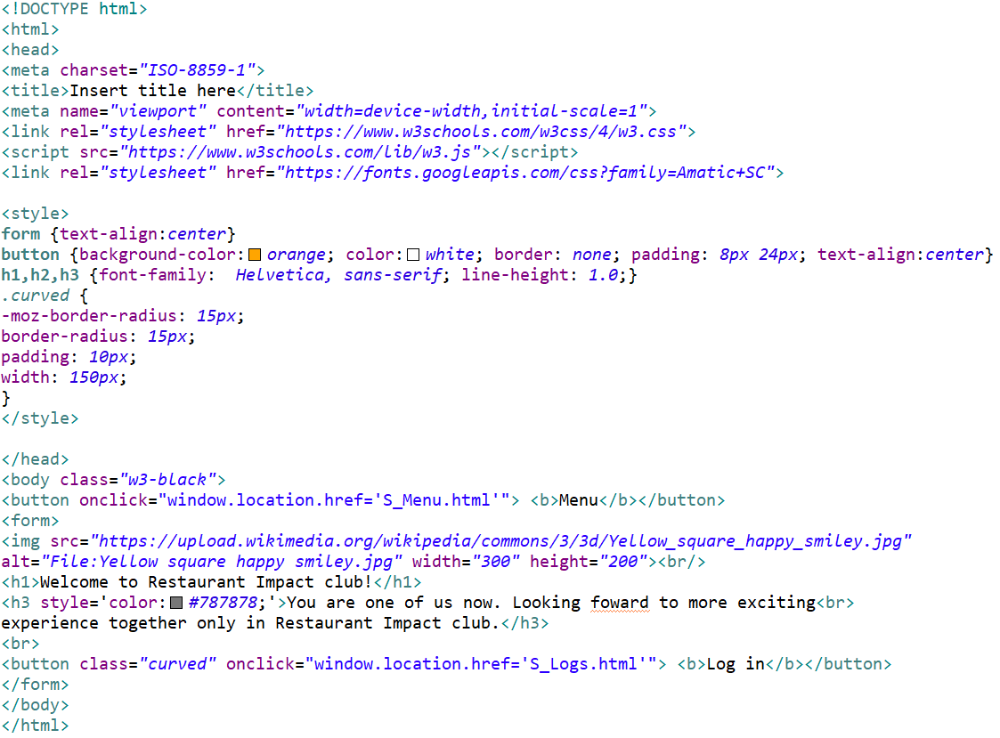 <!DOCTYPE html>
<html>
<head>
<meta charset="ISO-8859-1">
<title>Insert title here</title>
<meta name="viewport" content="width=device-width,initial-scale=1">
<link rel="stylesheet" href="https://www.w3schools.com/w3css/4/w3.css">
<script src="https://www.w3schools.com/lib/w3.js"></script>
<link rel="stylesheet" href="https://fonts.googleapis.com/css?family=Amatic+SC">
<style>
form {text-align:center}
button {background-color: orange; color: white; border: none; padding: 8px 24px; text-align:center}
h1,h2,h3 {font-family:  Helvetica, sans-serif; line-height: 1.0;}
.curved {
-moz-border-radius: 15px;
border-radius: 15px;
padding: 10px;
width: 150px;
}
</style>
</head>
<body class="w3-black">
<button onclick="window.location.href='S_Menu.html'"> <b>Menu</b></button>
<form>
<img src="https://upload.wikimedia.org/wikipedia/commons/3/3d/Yellow_square_happy_smiley.jpg"
alt="File:Yellow square happy smiley.jpg" width="300" height="200"><br/>
<h1>Welcome to Restaurant Impact club!</h1>
<h3 style='color: #787878;'>You are one of us now. Looking foward to more exciting<br>
experience together only in Restaurant Impact club.</h3>
<br>
<button class="curved" onclick="window.location.href='S_Logs.html'"> <b>Log in</b></button>
</form>
</body>
</html>